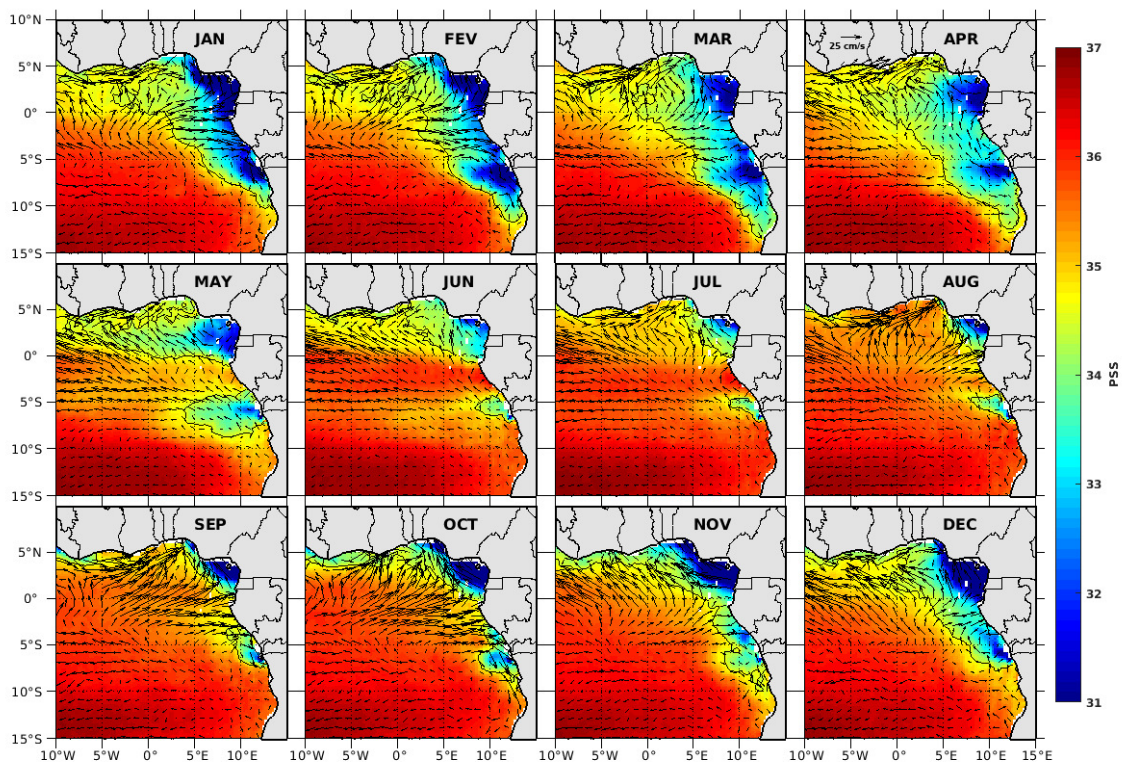 10°N
JAN FEV MAR APR
25 cm/s
5°N
0°
5°S
10°S
15°S
MAY JUN JUL AUG
5°N
0°
5°S
10°S
15°S
SEP OCT NOV DEC
5°N
0°
5°S
10°S
15°S
10°W 5°W 0° 5°E 10°E 10°W 5°W 0° 5°E 10°E 10°W 5°W 0° 5°E 10°E 10°W 5°W 0° 5°E 10°E 15°E
37
36
35
34
33
32
31
PSS